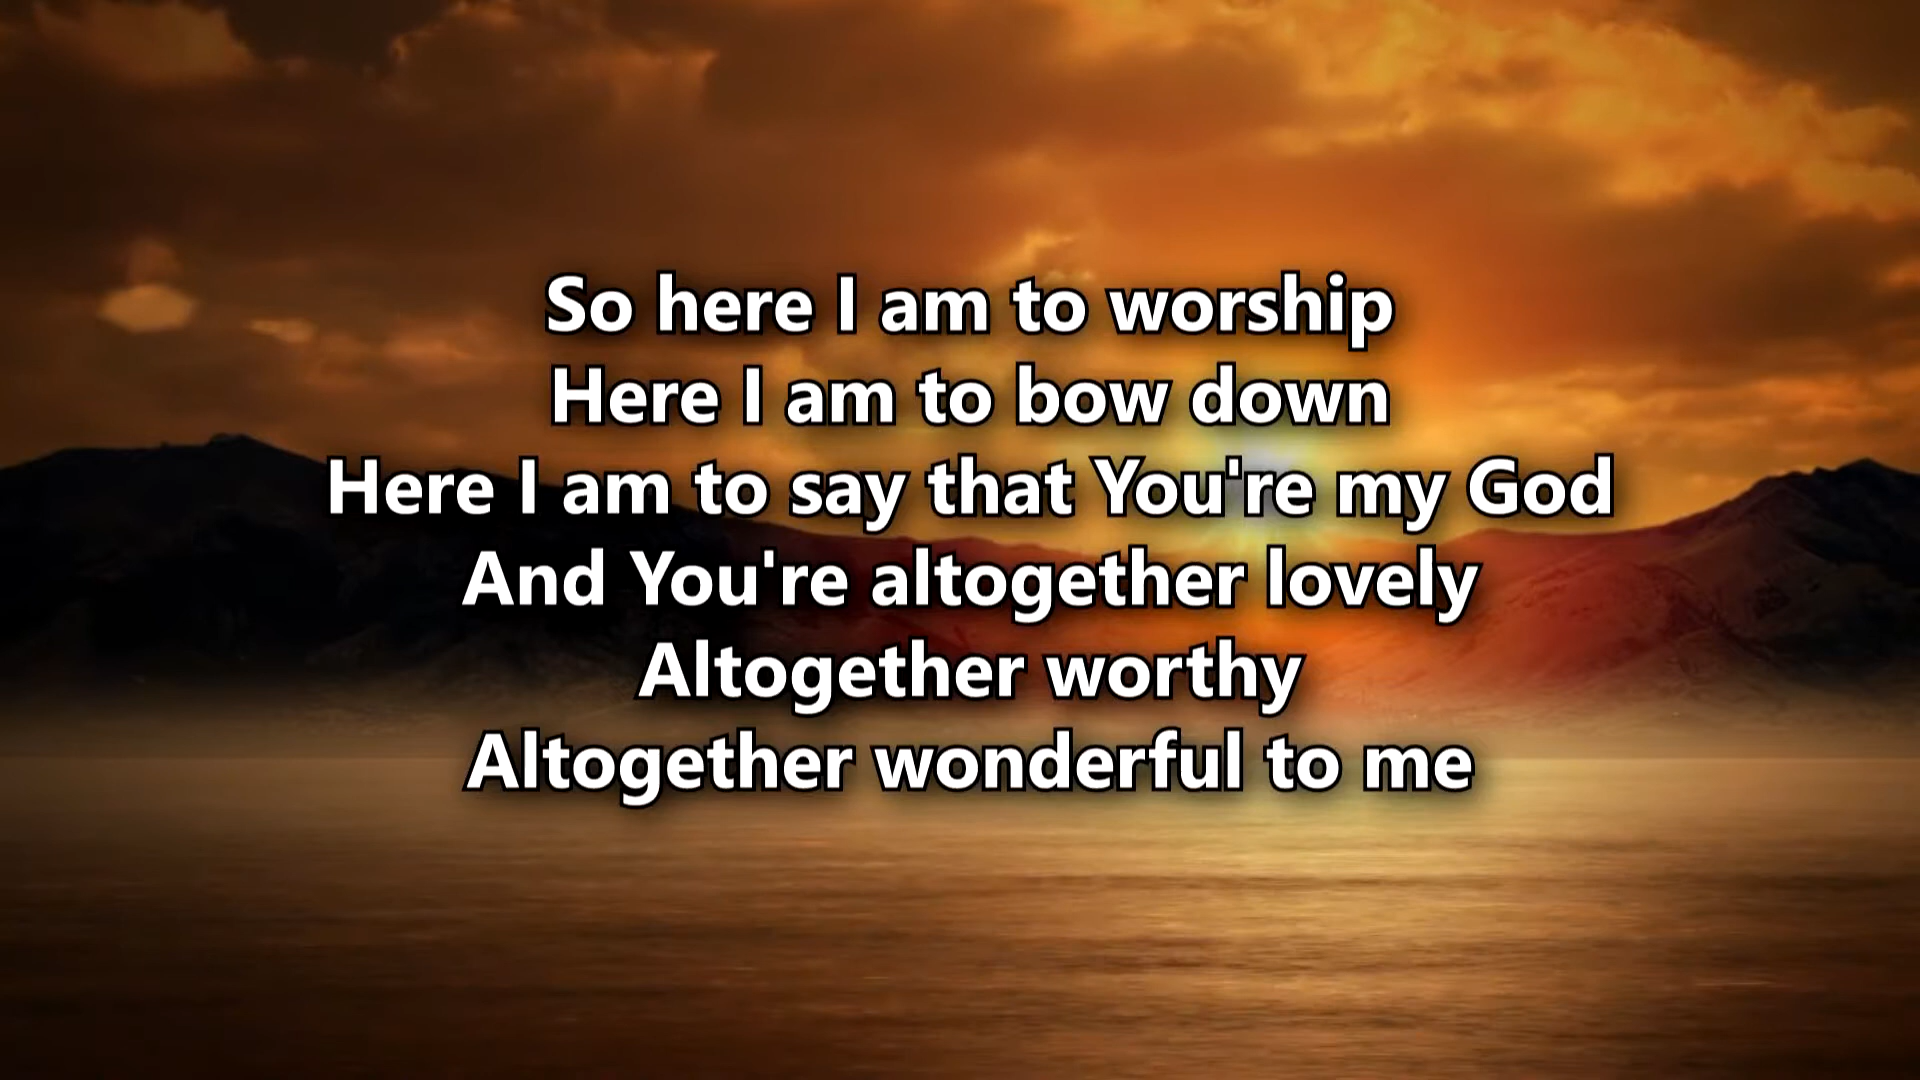 So here I am to worship
Here I am to bow down
Here I am to say that You're my God
And You're altogether lovely
Altogether worthy
Altogether wonderful to me